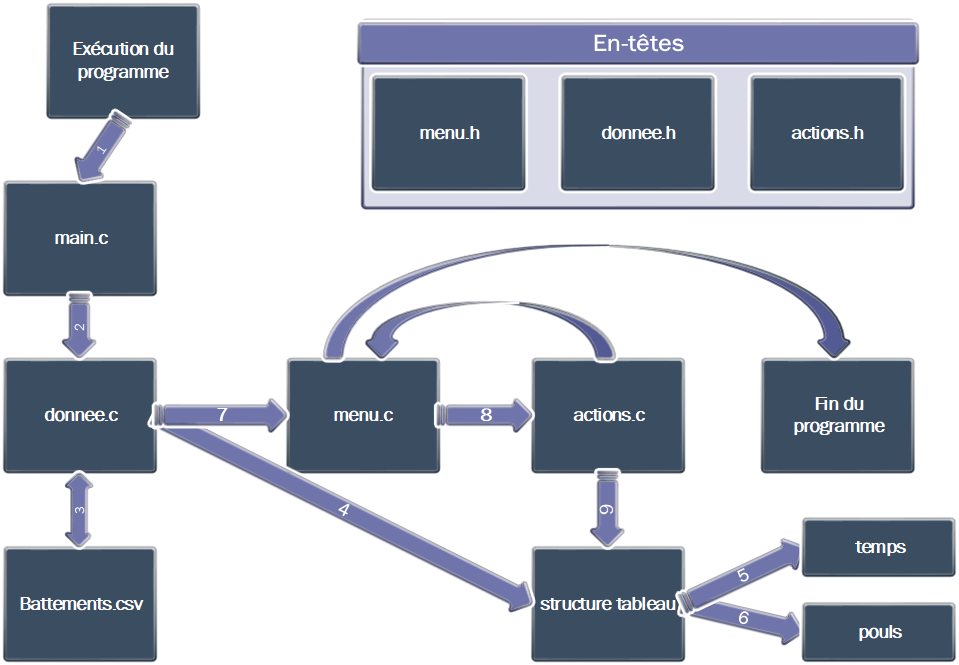 Exécution du
programme
En-têtes
menu.h
donnee.h
actions.h
1
main.c
2
donnee.c
7
menu.c
8
actions.c
Fin du
programme
3
4
9
Battements.csv
structure tableau
5
temps
6
pouls